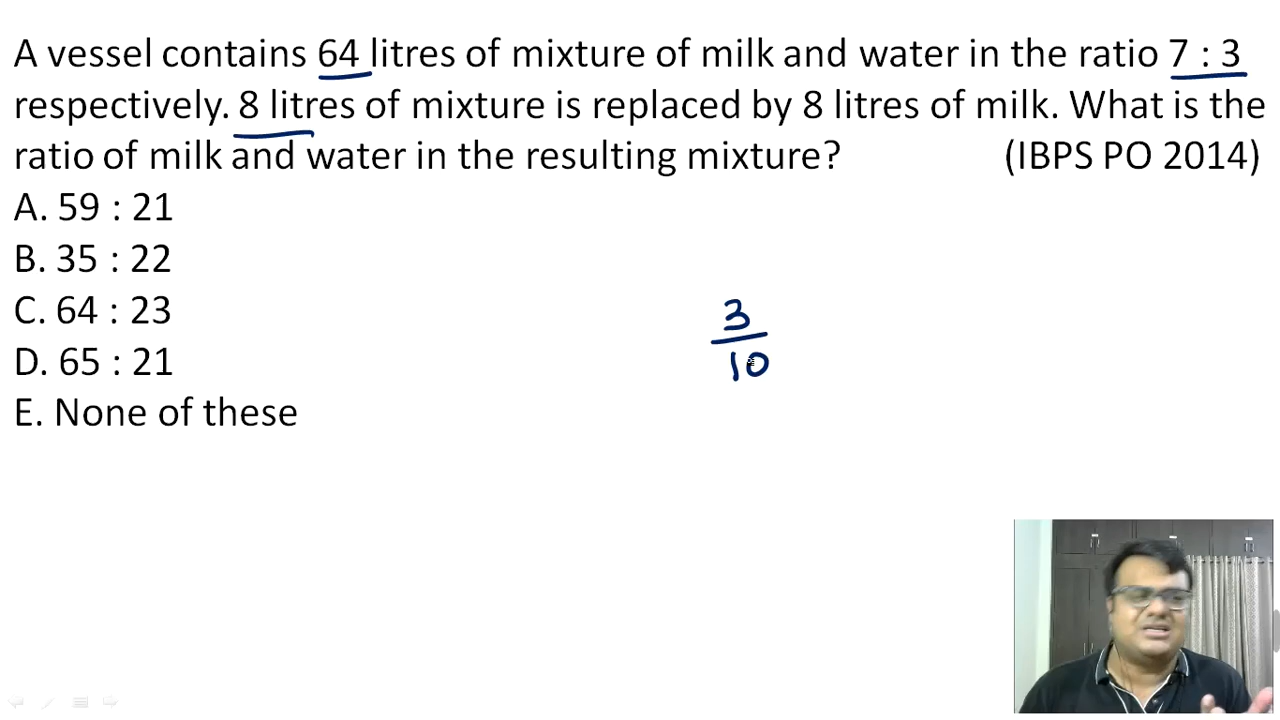 A vessel contains 64 litres of mixture of milk and water in the ratio 7 : 3
respectively. 8 litres of mixture is replaced by 8 litres of milk. What is the
ratio of milk and water in the resulting mixture? (IBPS PO 2014)
A. 59 : 21
B. 35 : 22
C. 64 : 23
D. 65 : 21
E. None of these
3
10